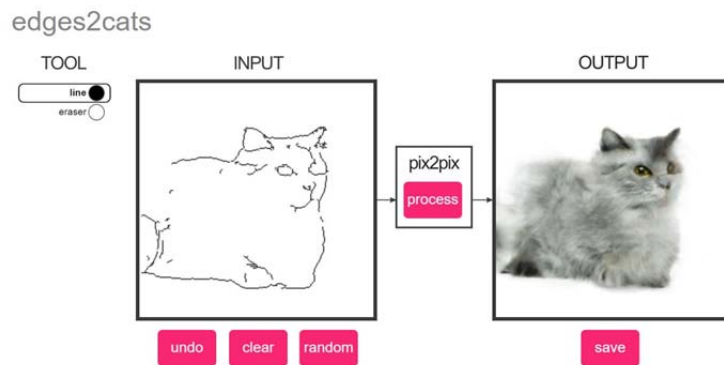 edges2cats
TOOL
line
eraser
INPUT
undo
clear
random
pix2pix
process
OUTPUT
save